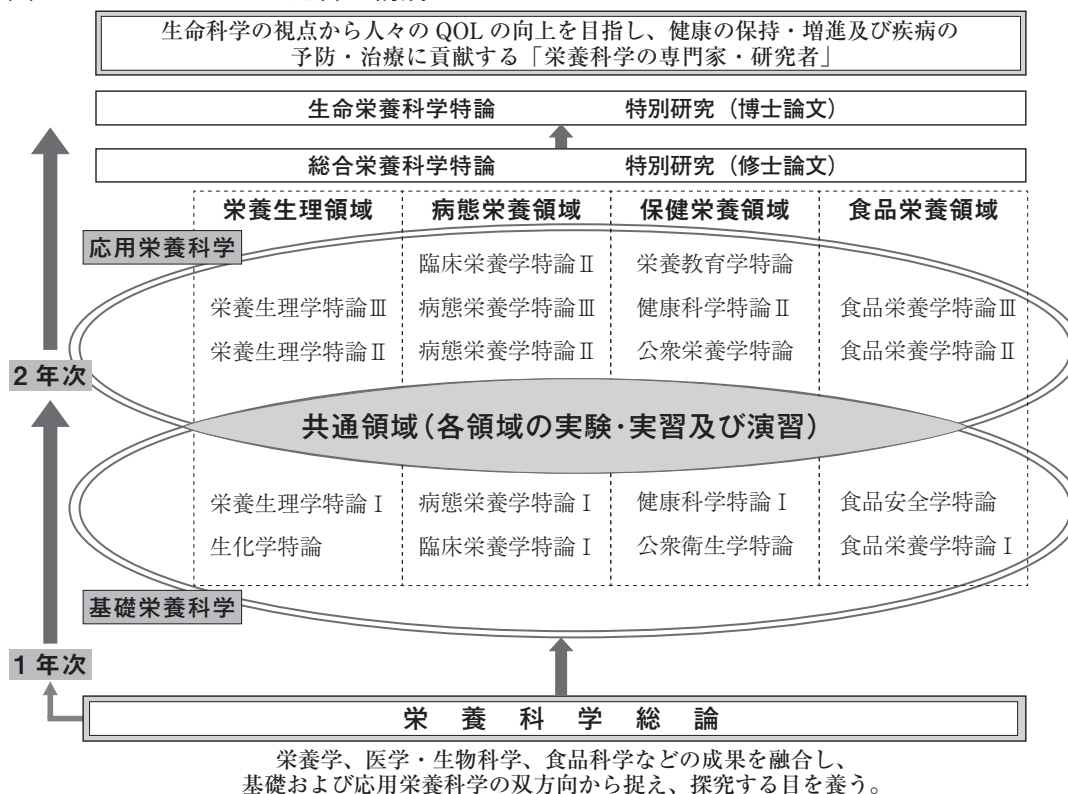 生命科学の視点から人々の QOL の向上を目指し、健康の保持・増進及び疾病の
予防・治療に貢献する「栄養科学の専門家・研究者」
生命栄養科学特論　特別研究（博士論文）
総合栄養科学特論　特別研究（修士論文）
栄養生理領域　病態栄養領域　保健栄養領域　食品栄養領域
応用栄養科学
臨床栄養学特論Ⅱ　栄養教育学特論
栄養生理学特論Ⅲ　病態栄養学特論Ⅲ　健康科学特論Ⅱ　食品栄養学特論Ⅲ
栄養生理学特論Ⅱ　病態栄養学特論Ⅱ　公衆栄養学特論　食品栄養学特論Ⅱ
2 年次
共通領域（各領域の実験・実習及び演習）
栄養生理学特論Ⅰ　病態栄養学特論Ⅰ　健康科学特論Ⅰ　食品安全学特論
生化学特論　臨床栄養学特論Ⅰ　公衆衛生学特論　食品栄養学特論Ⅰ
基礎栄養科学
1 年次
栄　養　科　学　総　論
栄養学、医学・生物科学、食品科学などの成果を融合し、
基礎および応用栄養科学の双方向から捉え、探究する目を養う。